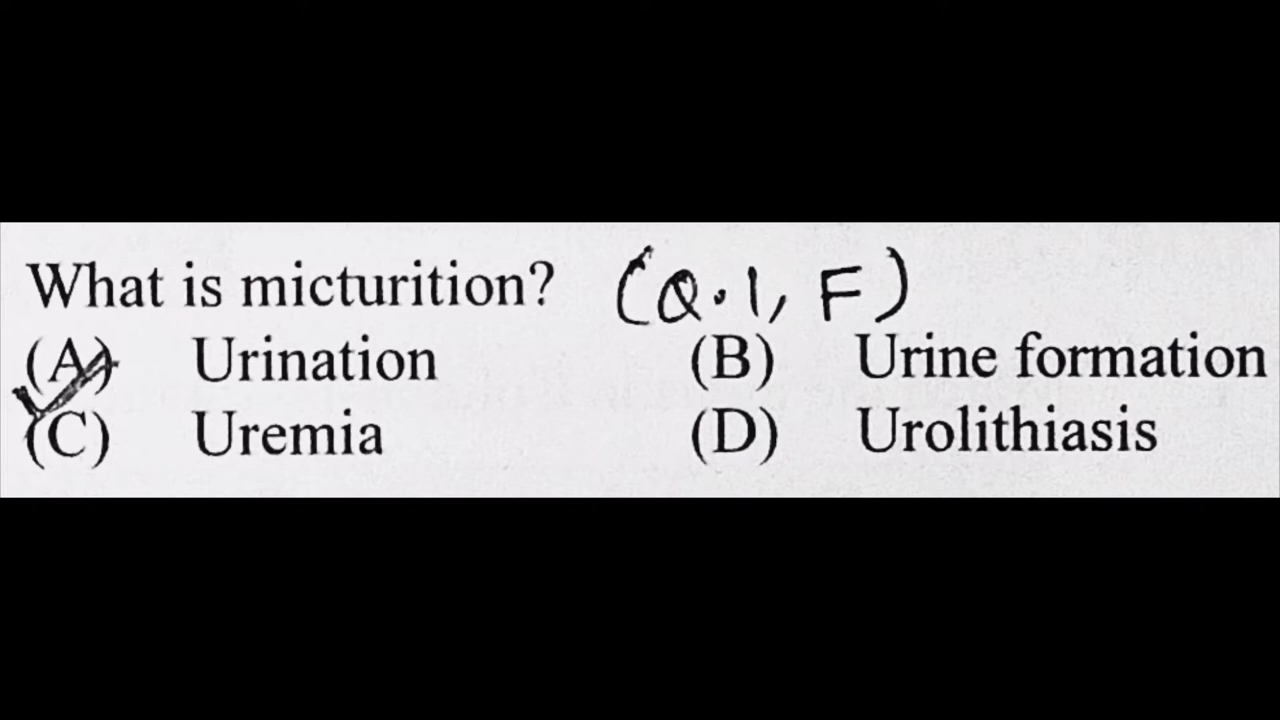 What is micturition? (Q.1, F)
(A) Urination (B) Urine formation
(C) Uremia (D) Urolithiasis